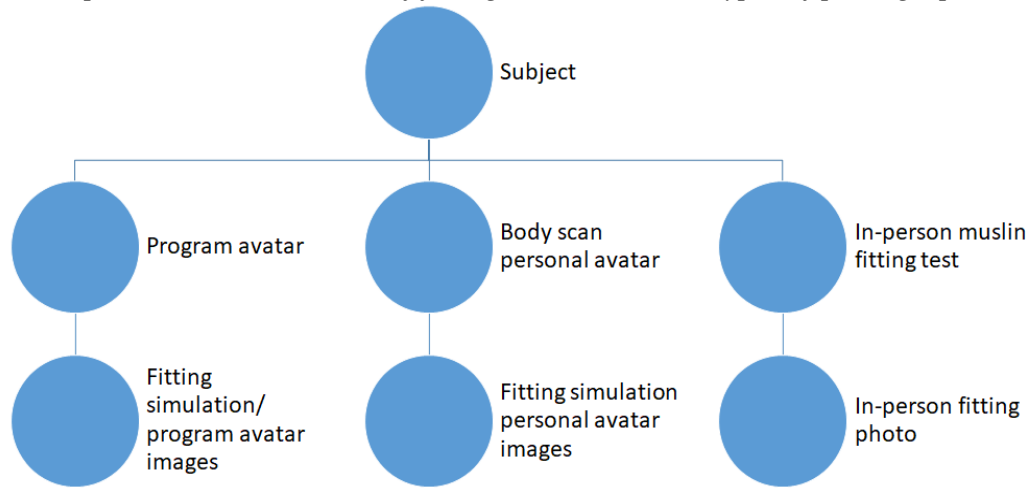 Subject
Program avatar
Body scan
personal avatar
In-person muslin
fitting test
Fitting
simulation/
program avatar
images
Fitting simulation
personal avatar
images
In-person fitting
photo